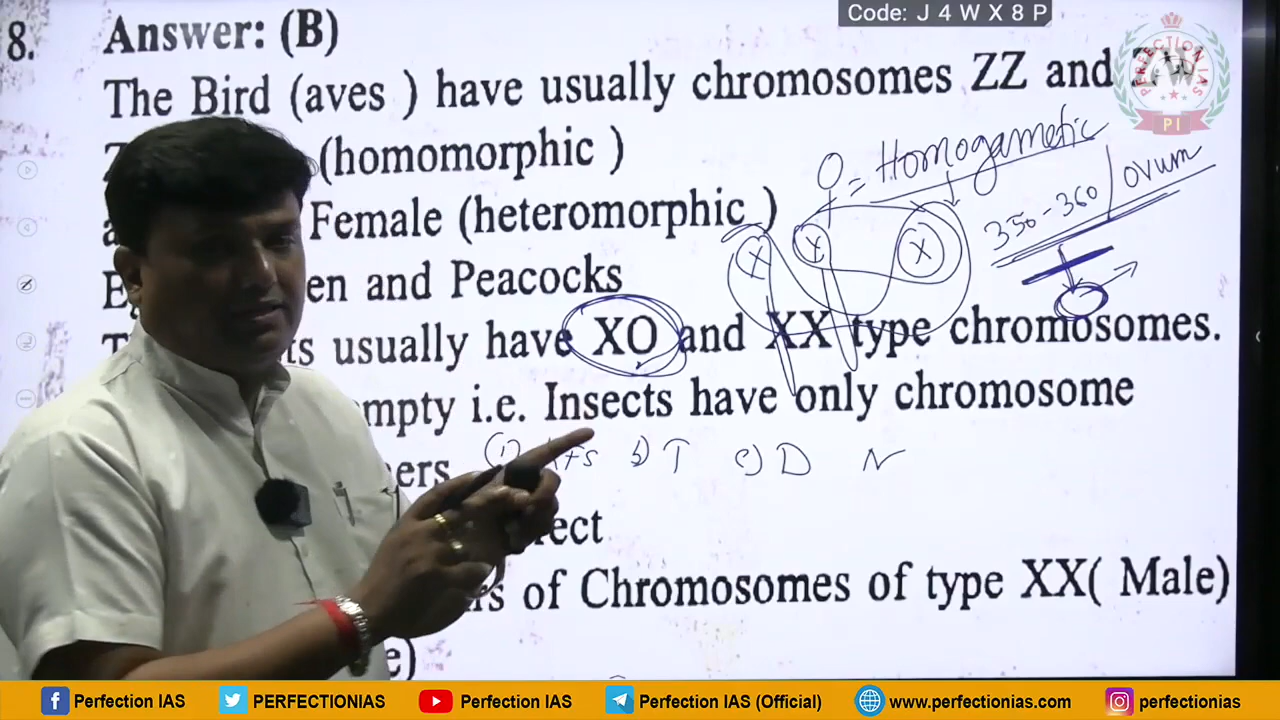 Code: J 4 W X 8 P
8. Answer: (B)
The Bird (aves ) have usually chromosomes ZZ and
(homomorphic )
Female (heteromorphic )
en and Peacocks
ts usually have XO and XX type chromosomes.
mpty i.e. Insects have only chromosome
ers
ect
rs of Chromosomes of type XX( Male)
e)
= Homogametic
350-360 / ovum
X X X
b) T c) D N
PERFECTION IAS
PI
Perfection IAS PERFECTIONIAS Perfection IAS Perfection IAS (Official) www.perfectionias.com perfectionias